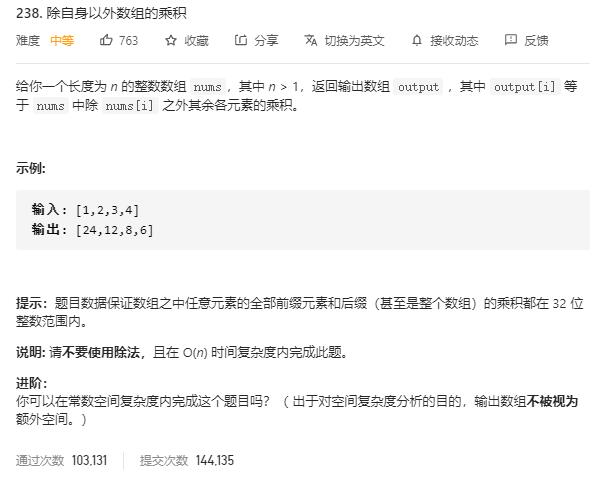 238. 除自身以外数组的乘积
难度 中等 763 收藏 分享 切换为英文 接收动态 反馈
给你一个长度为 n 的整数数组 nums，其中 n > 1，返回输出数组 output ，其中 output[i] 等
于 nums 中除 nums[i] 之外其余各元素的乘积。
示例:
输入: [1,2,3,4]
输出: [24,12,8,6]
提示：题目数据保证数组之中任意元素的全部前缀元素和后缀（甚至是整个数组）的乘积都在 32 位
整数范围内。
说明: 请不要使用除法，且在 O(n) 时间复杂度内完成此题。
进阶：
你可以在常数空间复杂度内完成这个题目吗？（ 出于对空间复杂度分析的目的，输出数组不被视为
额外空间。）
通过次数 103,131 提交次数 144,135